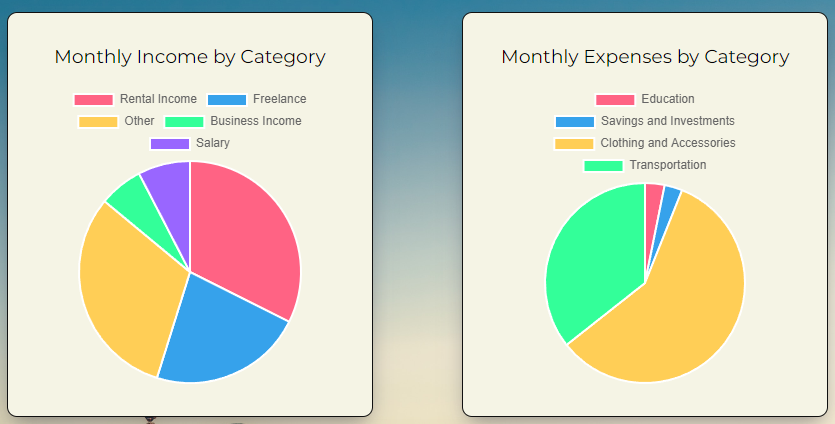 Monthly Income by Category
Rental Income Freelance
Other Business Income
Salary
Monthly Expenses by Category
Education
Savings and Investments
Clothing and Accessories
Transportation